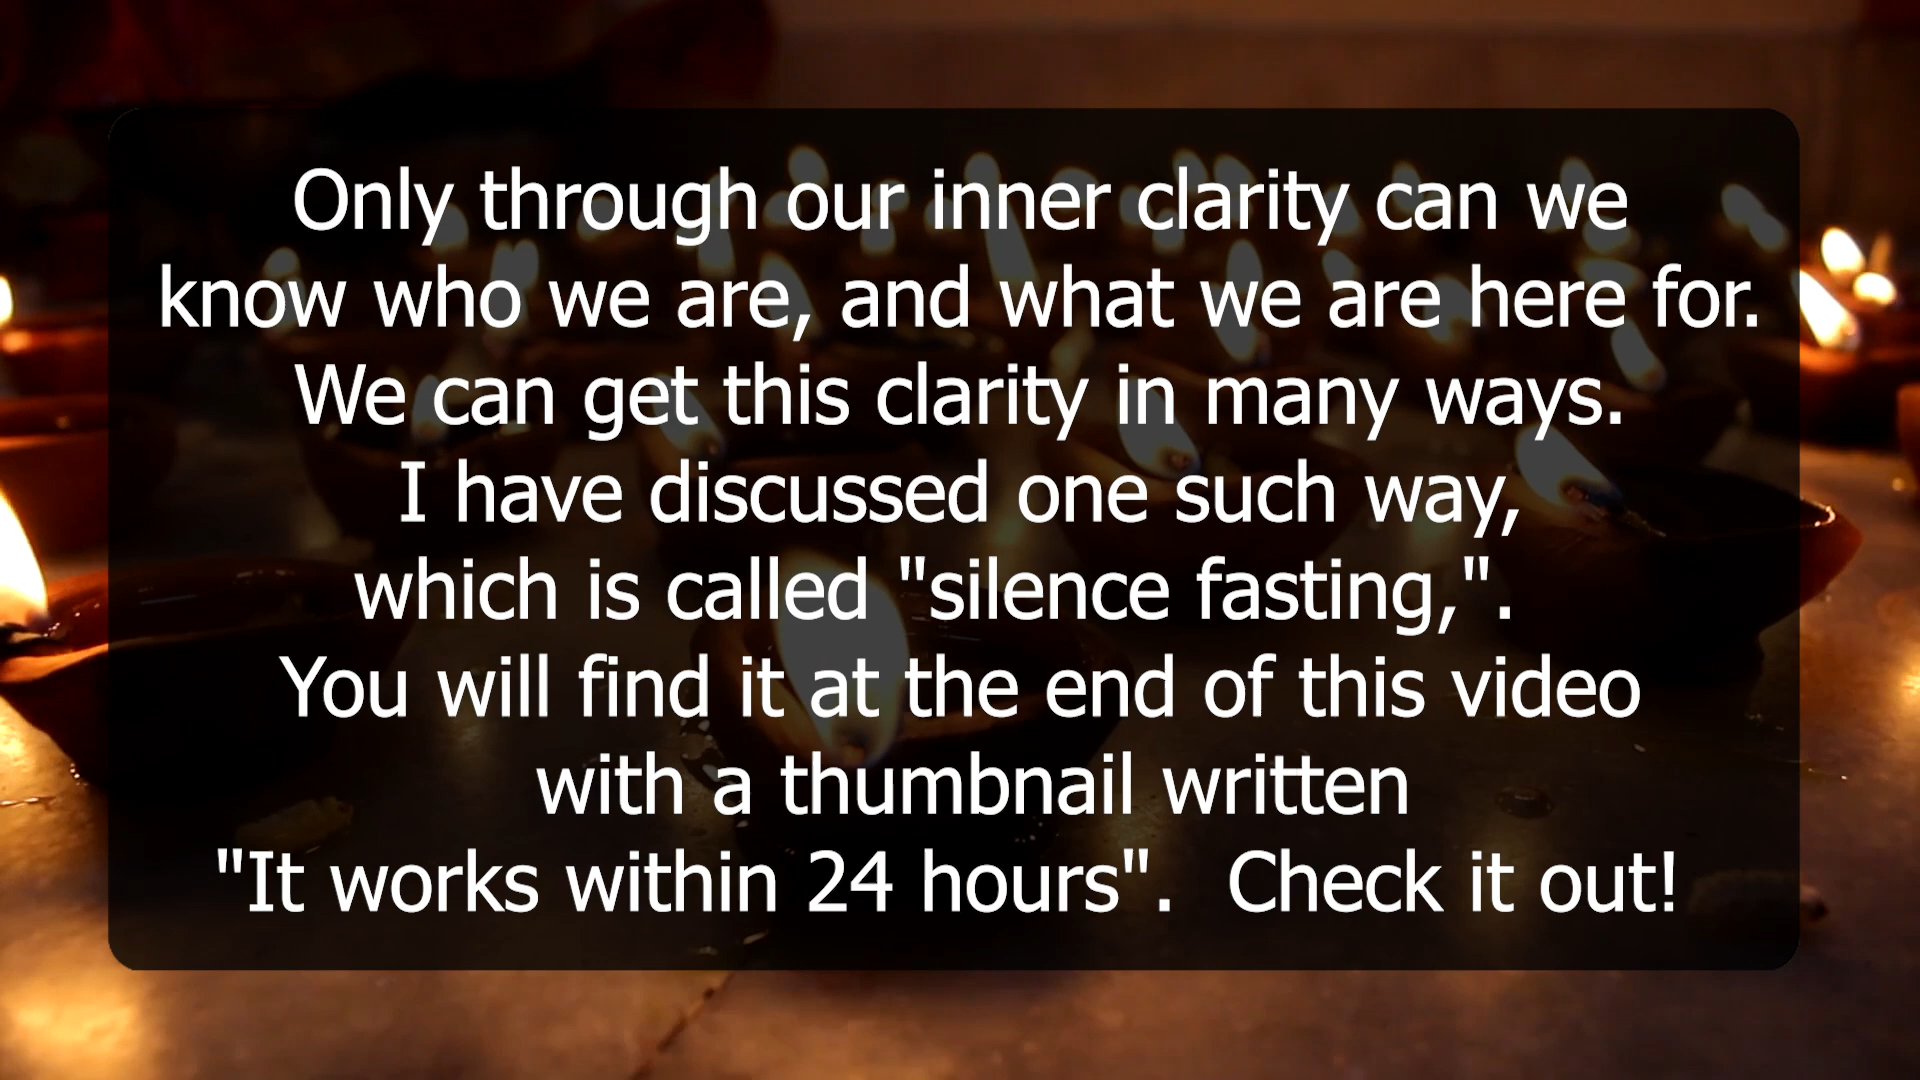 Only through our inner clarity can we
know who we are, and what we are here for.
We can get this clarity in many ways.
I have discussed one such way,
which is called "silence fasting,".
You will find it at the end of this video
with a thumbnail written
"It works within 24 hours".  Check it out!